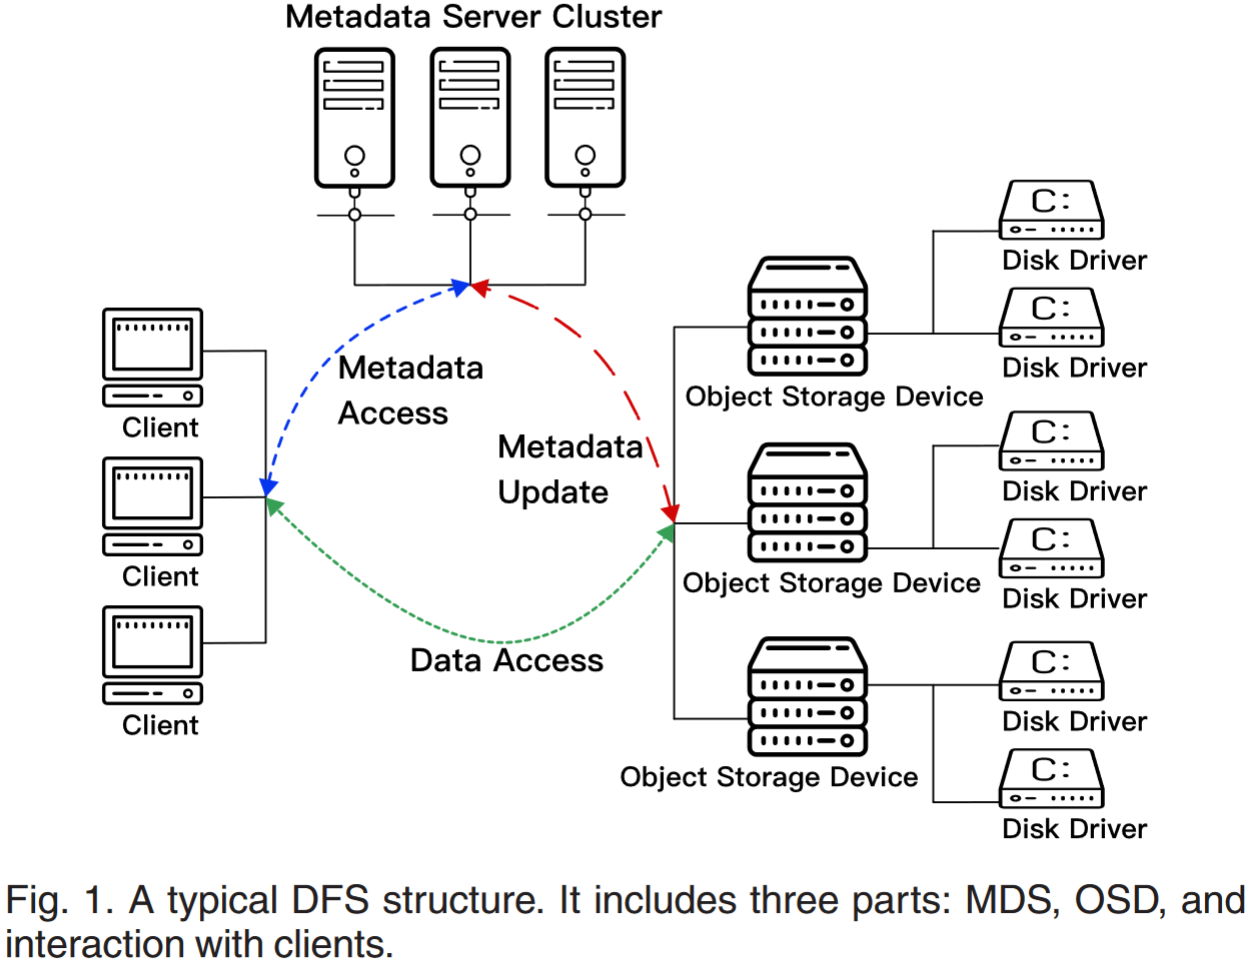 Metadata Server Cluster
C:
Disk Driver
C:
Disk Driver
Object Storage Device
Metadata
Access
Client
Metadata
Update
C:
Disk Driver
C:
Disk Driver
Object Storage Device
Client
Data Access
C:
Disk Driver
Client
Object Storage Device
C:
Disk Driver
Fig. 1. A typical DFS structure. It includes three parts: MDS, OSD, and
interaction with clients.